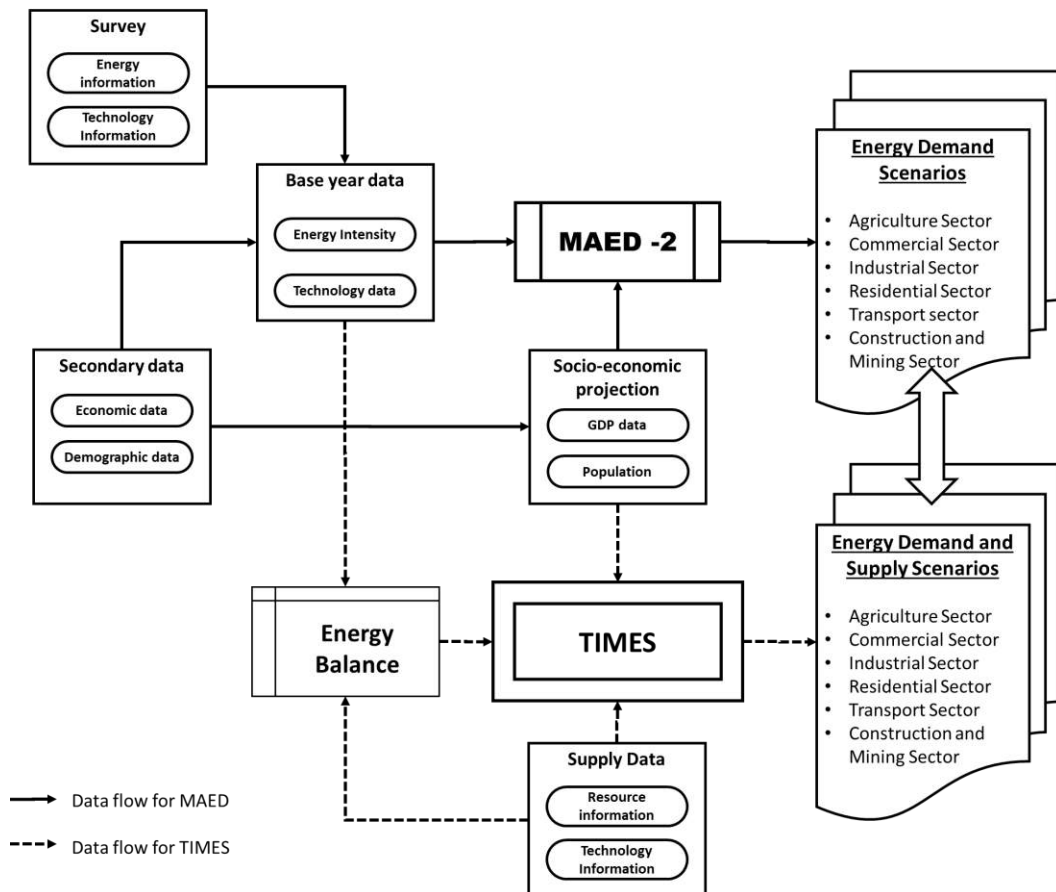 Survey
Energy
information
Technology
Information
Base year data
Energy Intensity
Technology data
MAED -2
Energy Demand
Scenarios
• Agriculture Sector
• Commercial Sector
• Industrial Sector
• Residential Sector
• Transport sector
• Construction and
Mining Sector
Secondary data
Economic data
Demographic data
Socio-economic
projection
GDP data
Population
Energy
Balance
TIMES
Energy Demand and
Supply Scenarios
• Agriculture Sector
• Commercial Sector
• Industrial Sector
• Residential Sector
• Transport Sector
• Construction and
Mining Sector
Supply Data
Resource
information
Technology
Information
Data flow for MAED
Data flow for TIMES